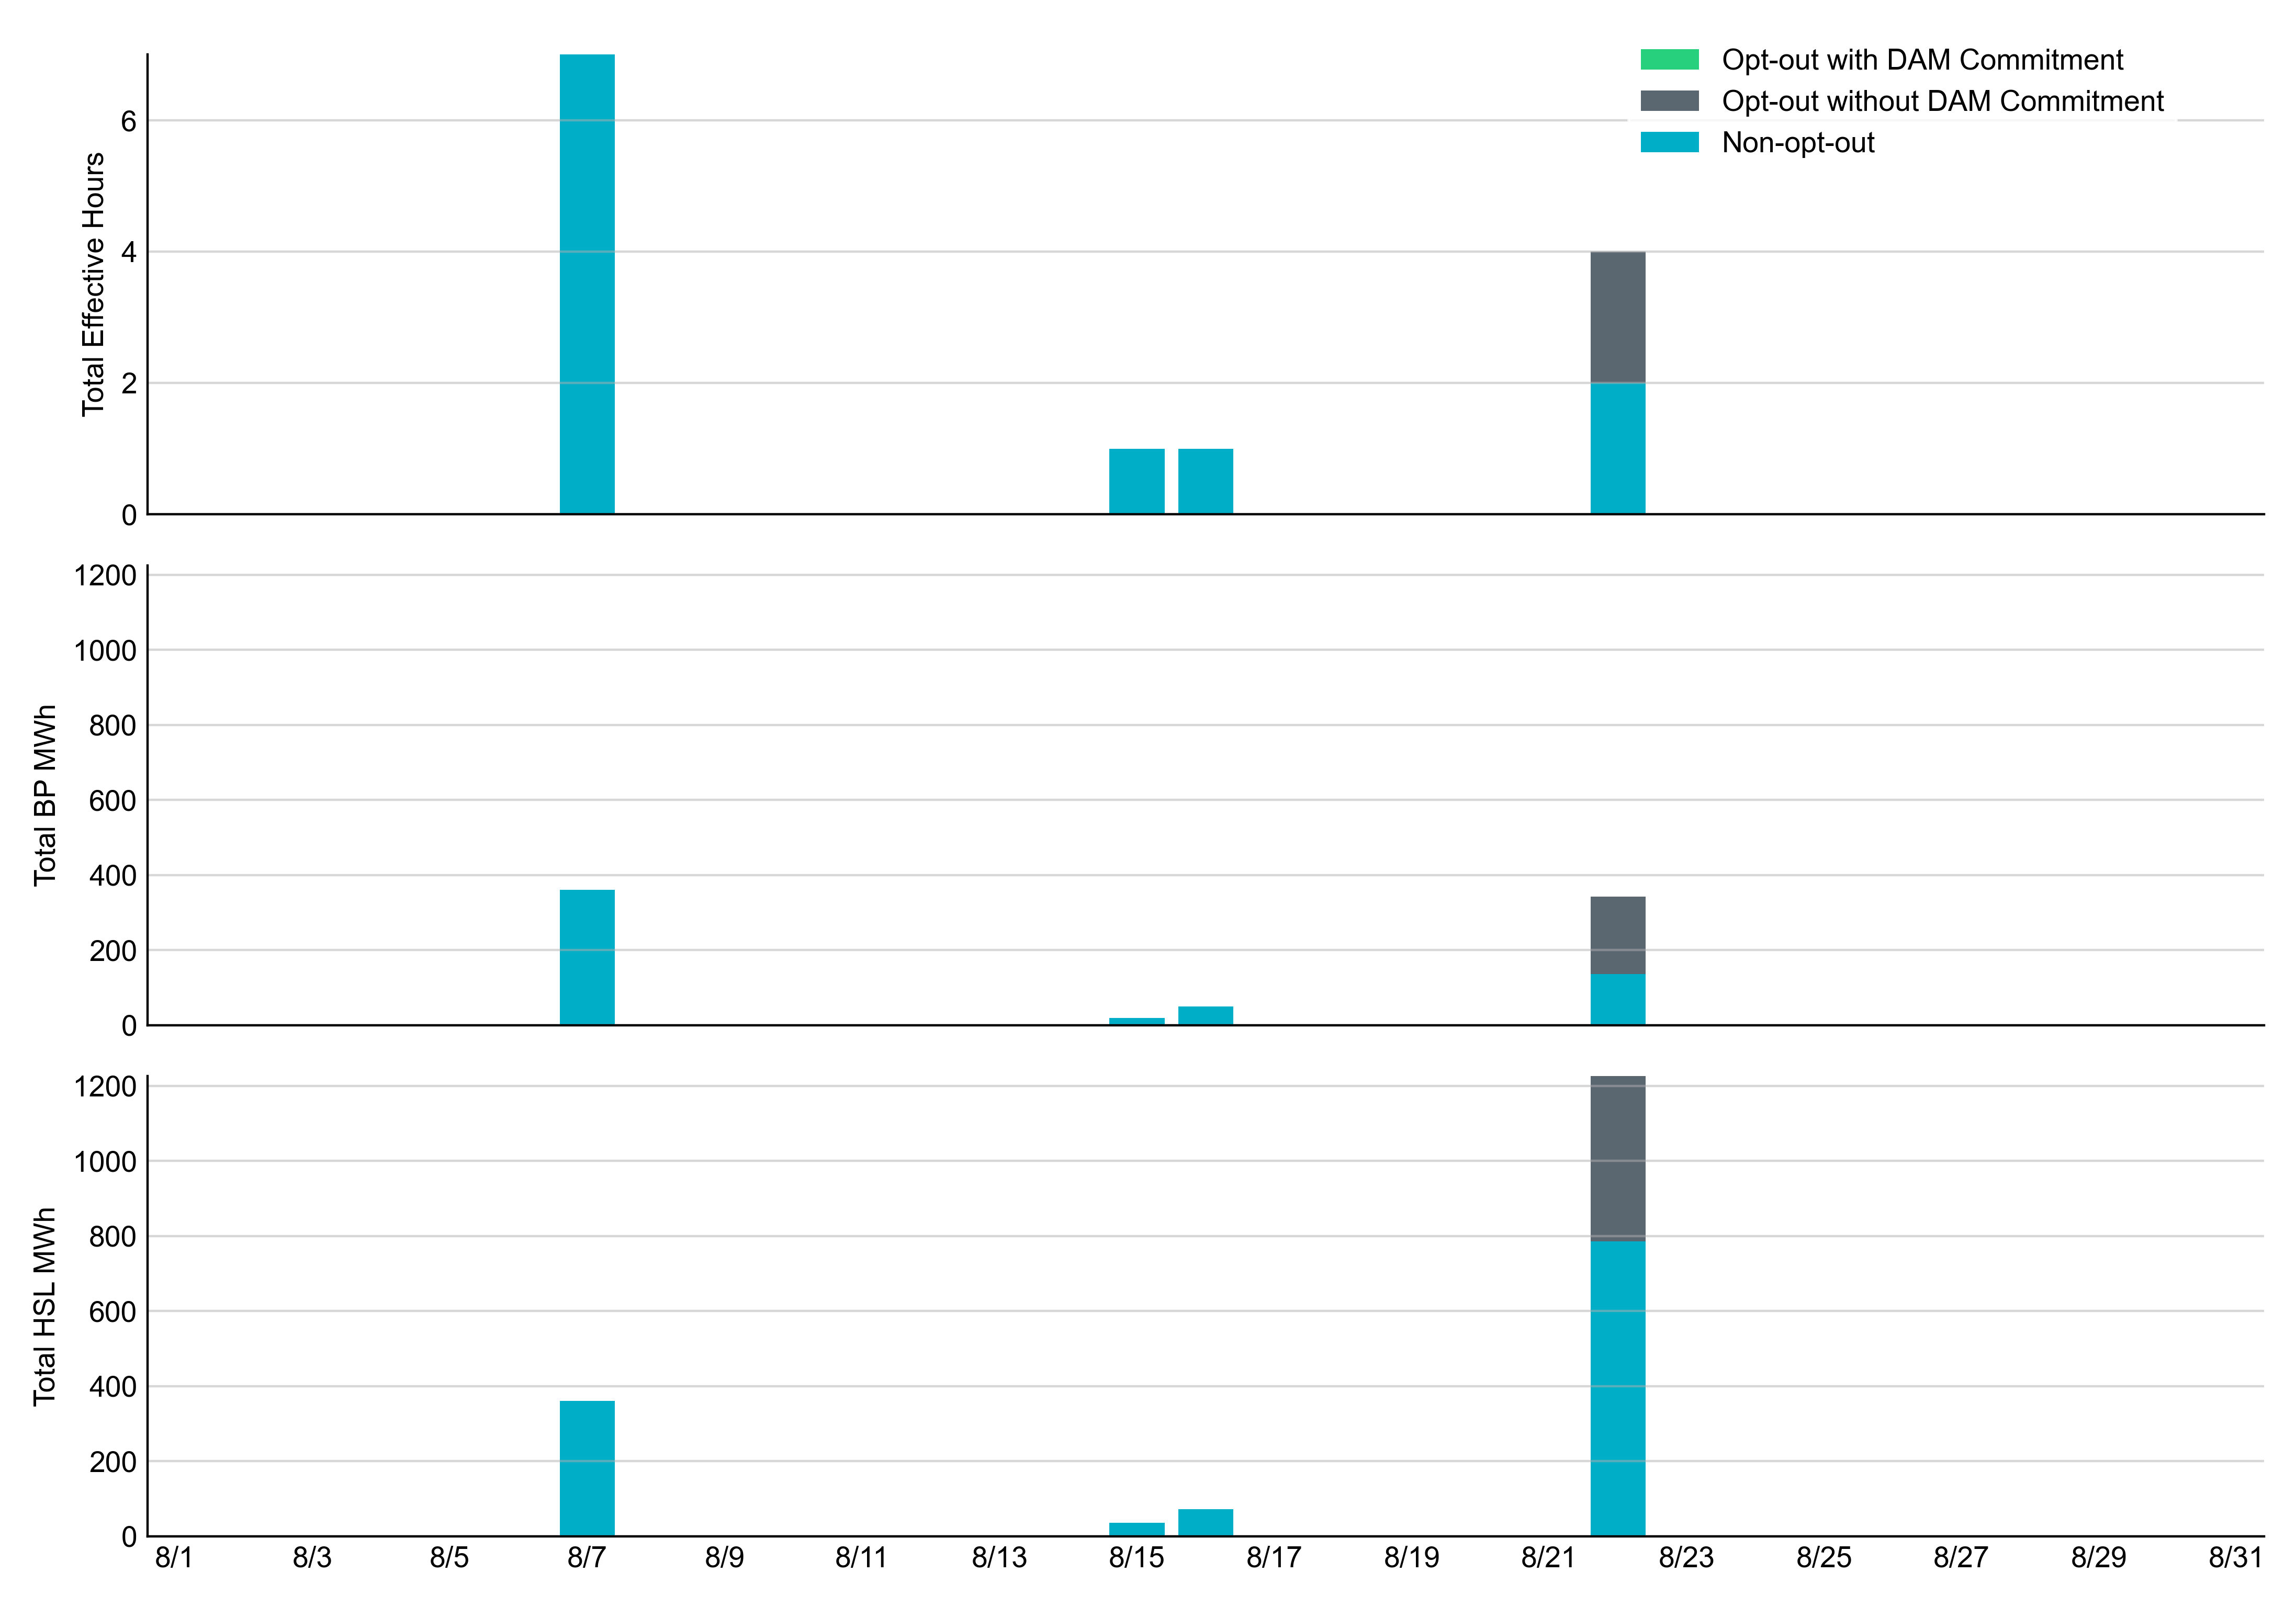 Opt-out with DAM Commitment
Opt-out without DAM Commitment
Non-opt-out
Total Effective Hours
6
4
2
0
Total BP MWh
1200
1000
800
600
400
200
0
Total HSL MWh
1200
1000
800
600
400
200
0
8/1 8/3 8/5 8/7 8/9 8/11 8/13 8/15 8/17 8/19 8/21 8/23 8/25 8/27 8/29 8/31